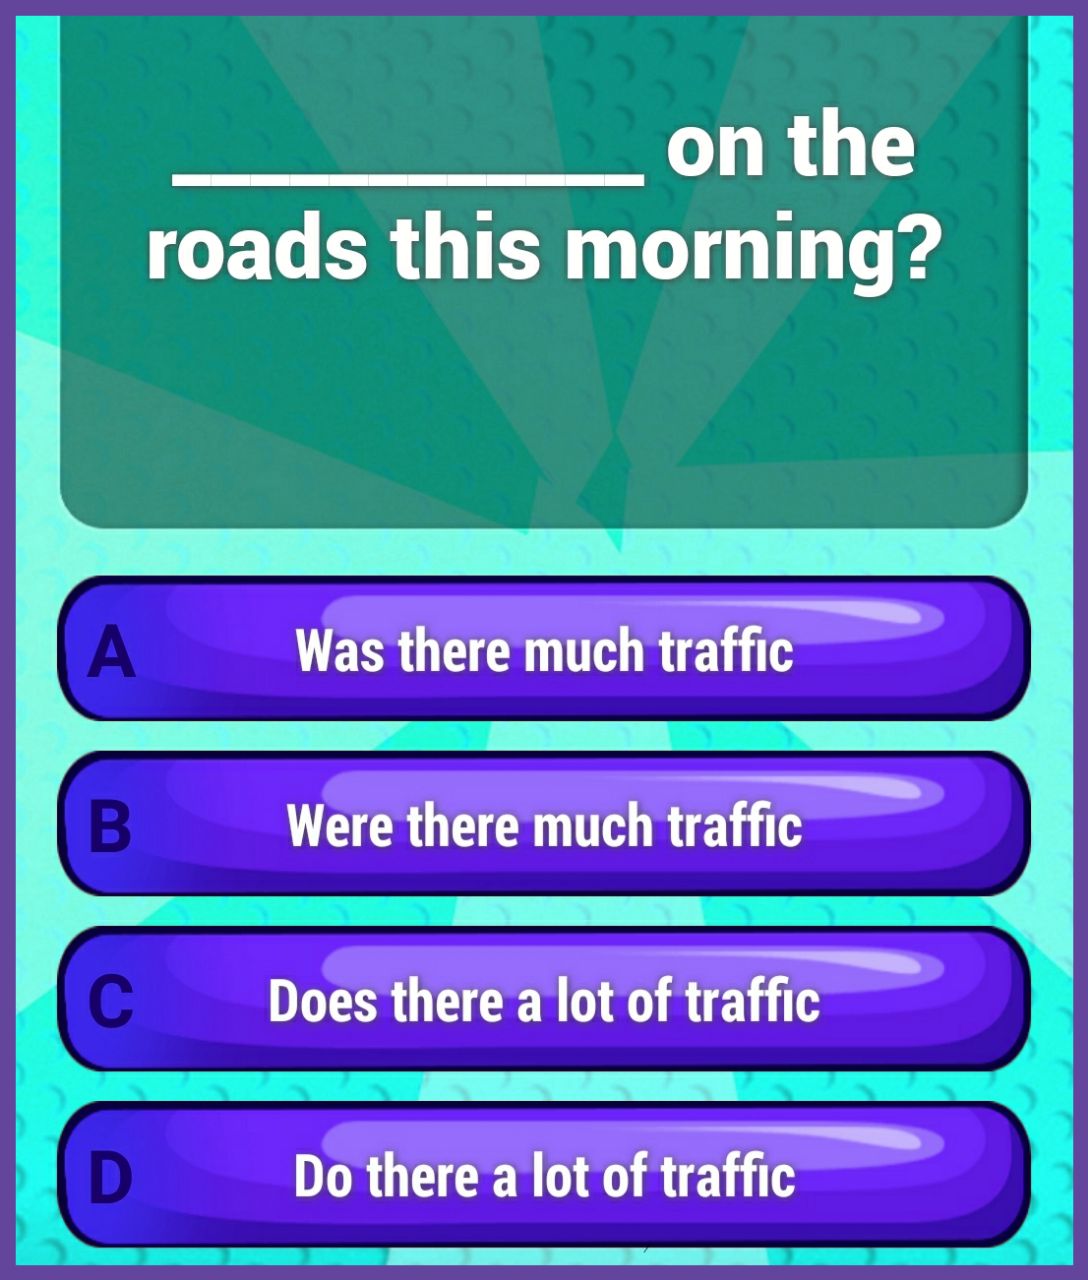 ____________ on the
roads this morning?
A Was there much traffic
B Were there much traffic
C Does there a lot of traffic
D Do there a lot of traffic